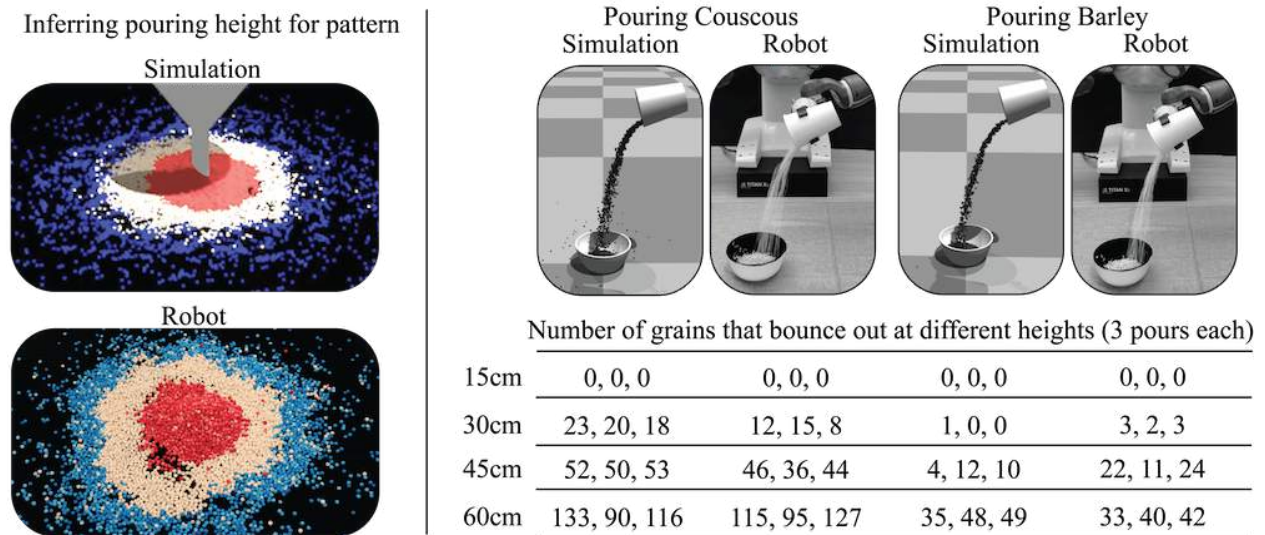 Inferring pouring height for pattern
Simulation
Robot
Pouring Couscous
Pouring Barley
Simulation
Robot
Simulation
Robot
TITAN
TITAN
Number of grains that bounce out at different heights (3 pours each)
15cm 0, 0, 0 0, 0, 0 0, 0, 0 0, 0, 0
30cm 23, 20, 18 12, 15, 8 1, 0, 0 3, 2, 3
45cm 52, 50, 53 46, 36, 44 4, 12, 10 22, 11, 24
60cm 133, 90, 116 115, 95, 127 35, 48, 49 33, 40, 42